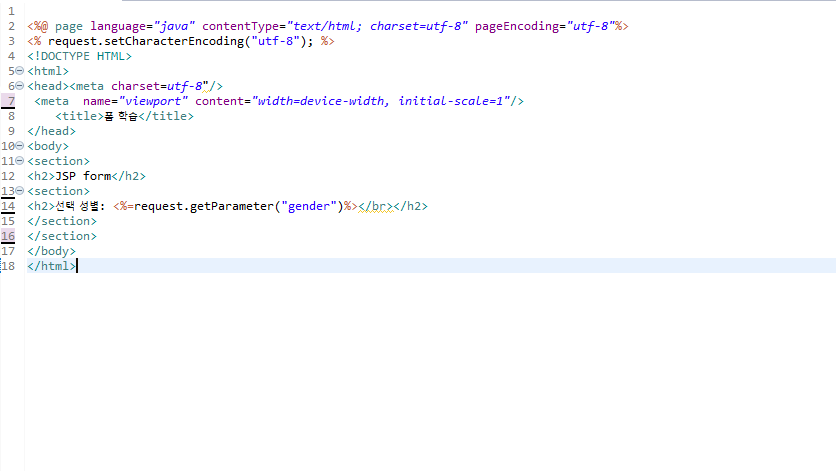 1
2 <%@ page language="java" contentType="text/html; charset=utf-8" pageEncoding="utf-8"%>
3 <% request.setCharacterEncoding("utf-8"); %>
4 <!DOCTYPE HTML>
5 <html>
6 <head><meta charset=utf-8"/>
7 <meta  name="viewport" content="width=device-width, initial-scale=1"/>
8 <title>폼 학습</title>
9 </head>
10 <body>
11 <section>
12 <h2>JSP form</h2>
13 <section>
14 <h2>선택 성별: <%=request.getParameter("gender")%></br></h2>
15 </section>
16 </section>
17 </body>
18 </html>